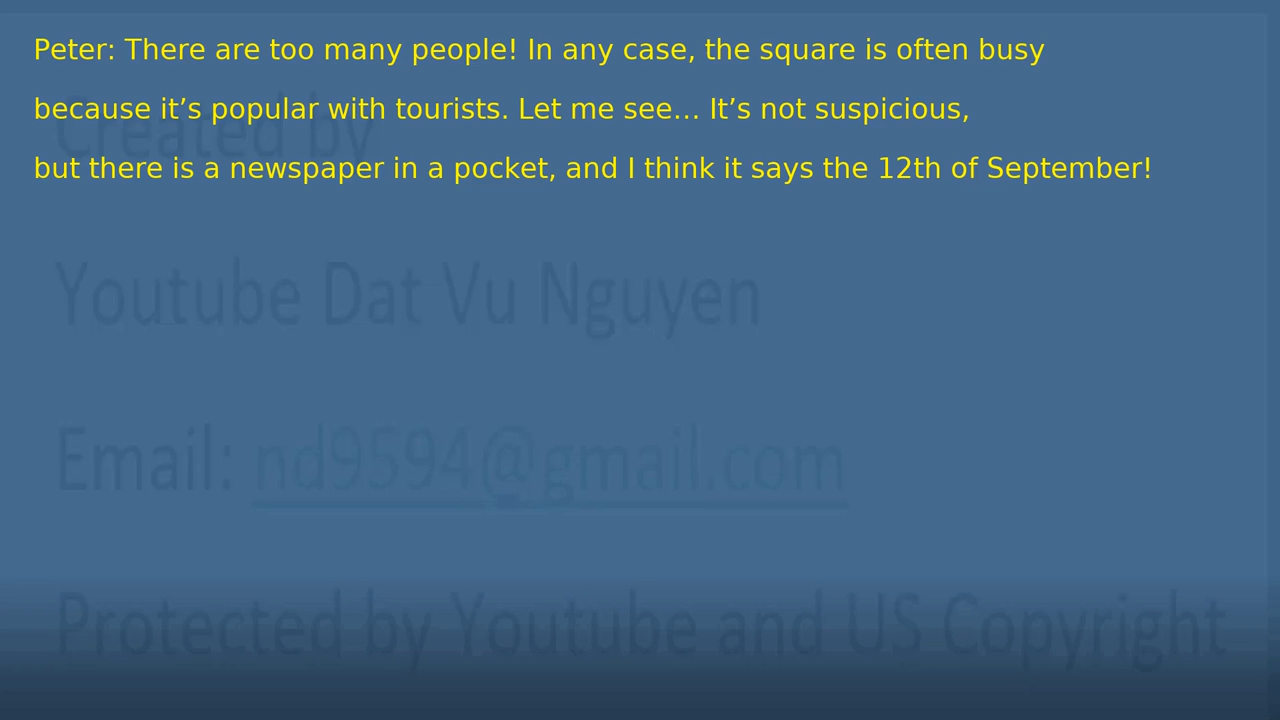 Peter: There are too many people! In any case, the square is often busy
because it’s popular with tourists. Let me see… It’s not suspicious,
Created by
but there is a newspaper in a pocket, and I think it says the 12th of September!
Youtube Dat Vu Nguyen
Email: nd9594@gmail.com
Protected by Youtube and US Copyright